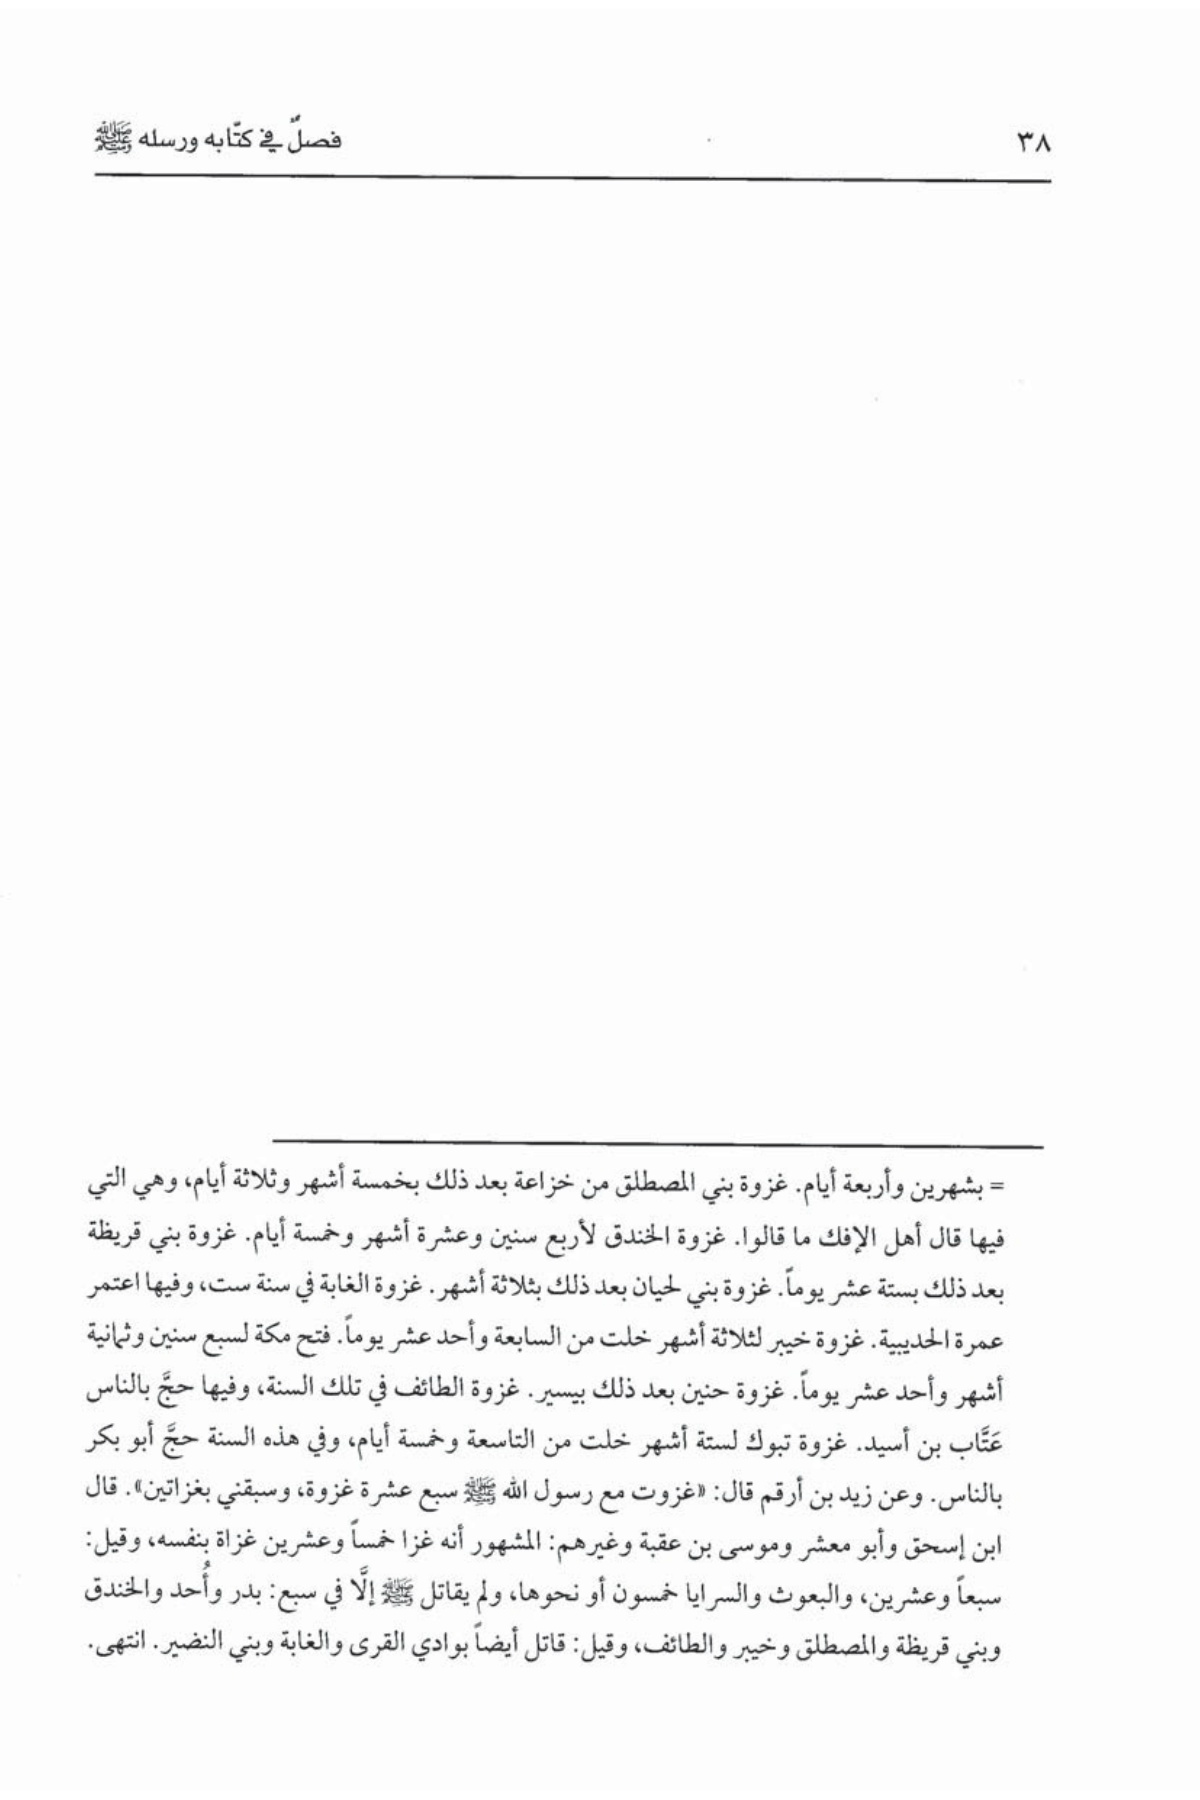 ٣٨
فصلٌ في كتّابه ورسله ﷺ
= بشهرين وأربعة أيام. غزوة بني المصطلق من خزاعة بعد ذلك بخمسة أشهر وثلاثة أيام، وهي التي
فيها قال أهل الإفك ما قالوا. غزوة الخندق لأربع سنين وعشرة أشهر وخمسة أيام. غزوة بني قريظة
بعد ذلك بستة عشر يوماً. غزوة بني لحيان بعد ذلك بثلاثة أشهر. غزوة الغابة في سنة ست، وفيها اعتمر
عمرة الحديبية. غزوة خيبر لثلاثة أشهر خلت من السابعة وأحد عشر يوماً. فتح مكة لسبع سنين وثمانية
أشهر وأحد عشر يوماً. غزوة حنين بعد ذلك بيسير. غزوة الطائف في تلك السنة، وفيها حجَّ بالناس
عَتَّاب بن أسيد. غزوة تبوك لستة أشهر خلت من التاسعة وخمسة أيام، وفي هذه السنة حجَّ أبو بكر
بالناس. وعن زيد بن أرقم قال: «غزوت مع رسول الله ﷺ سبع عشرة غزوة، وسبقني بغزاتين». قال
ابن إسحق وأبو معشر وموسى بن عقبة وغيرهم: المشهور أنه غزا خمساً وعشرين غزاة بنفسه، وقيل:
سبعاً وعشرين، والبعوث والسرايا خمسون أو نحوها، ولم يقاتل ﷺ إلَّا في سبع: بدر وأُحد والخندق
وبني قريظة والمصطلق وخيبر والطائف، وقيل: قاتل أيضاً بوادي القرى والغابة وبني النضير. انتهى.